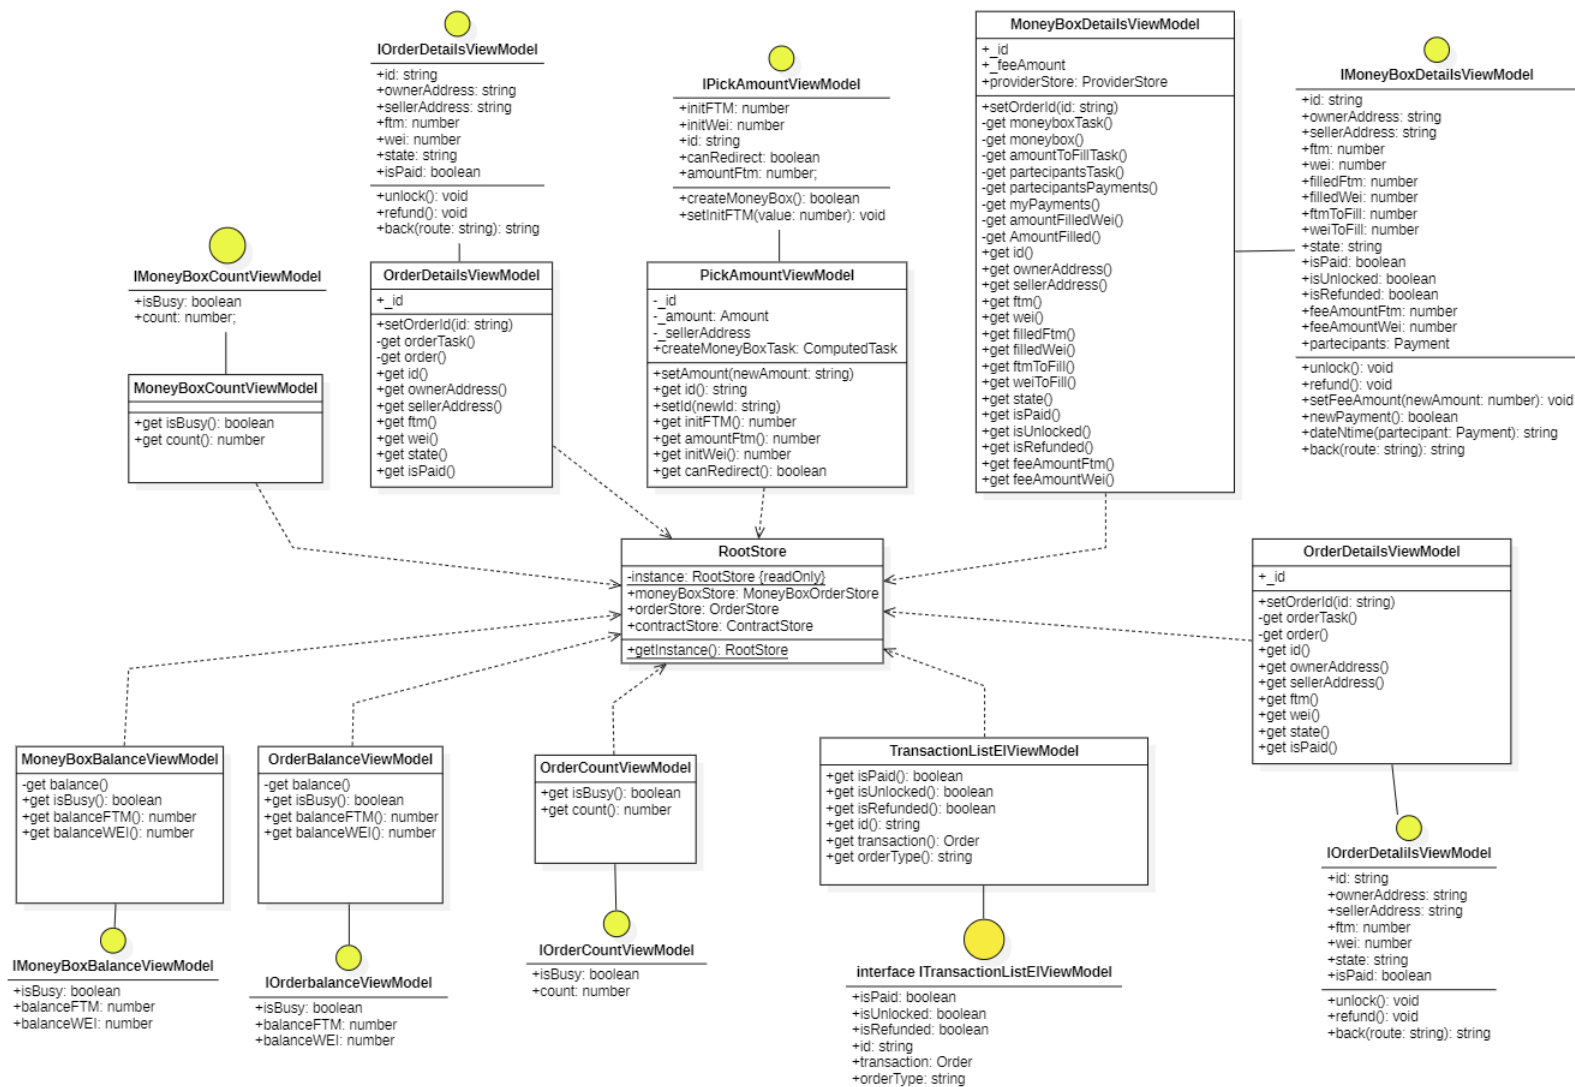 IOrderDetailsViewModel
+id: string
+ownerAddress: string
+sellerAddress: string
+ftm: number
+wei: number
+state: string
+isPaid: boolean
+unlock(): void
+refund(): void
+back(route: string): string
IPickAmountViewModel
+initFTM: number
+initWei: number
+id: string
+canRedirect: boolean
+amountFtm: number;
+createMoneyBox(): boolean
+setInitFTM(value: number): void
MoneyBoxDetailsViewModel
+_id
+_feeAmount
+providerStore: ProviderStore
+setOrderId(id: string)
-get moneyboxTask()
-get moneybox()
-get amountToFillTask()
-get partecipantsTask()
-get partecipantsPayments()
-get myPayments()
-get amountFilledWei()
-get AmountFilled()
+get id()
+get ownerAddress()
+get sellerAddress()
+get ftm()
+get wei()
+get filledFtm()
+get filledWei()
+get ftmToFill()
+get weiToFill()
+get state()
+get isPaid()
+get isUnlocked()
+get isRefunded()
+get feeAmountFtm()
+get feeAmountWei()
IMoneyBoxDetailsViewModel
+id: string
+ownerAddress: string
+sellerAddress: string
+ftm: number
+wei: number
+filledFtm: number
+filledWei: number
+ftmToFill: number
+weiToFill: number
+state: string
+isPaid: boolean
+isUnlocked: boolean
+isRefunded: boolean
+feeAmountFtm: number
+feeAmountWei: number
+partecipants: Payment
+unlock(): void
+refund(): void
+setFeeAmount(newAmount: number): void
+newPayment(): boolean
+dateNtime(partecipant: Payment): string
+back(route: string): string
IMoneyBoxCountViewModel
+isBusy: boolean
+count: number;
MoneyBoxCountViewModel
+get isBusy(): boolean
+get count(): number
OrderDetailsViewModel
+_id
+setOrderId(id: string)
-get orderTask()
-get order()
+get id()
+get ownerAddress()
+get sellerAddress()
+get ftm()
+get wei()
+get state()
+get isPaid()
PickAmountViewModel
-_id
-_amount: Amount
-_sellerAddress
+createMoneyBoxTask: ComputedTask
+setAmount(newAmount: string)
+get id(): string
+setId(newId: string)
+get initFTM(): number
+get amountFtm(): number
+get initWei(): number
+get canRedirect(): boolean
RootStore
-instance: RootStore {readOnly}
+moneyBoxStore: MoneyBoxOrderStore
+orderStore: OrderStore
+contractStore: ContractStore
+getInstance(): RootStore
OrderDetailsViewModel
+_id
+setOrderId(id: string)
-get orderTask()
-get order()
+get id()
+get ownerAddress()
+get sellerAddress()
+get ftm()
+get wei()
+get state()
+get isPaid()
MoneyBoxBalanceViewModel
-get balance()
+get isBusy(): boolean
+get balanceFTM(): number
+get balanceWEI(): number
OrderBalanceViewModel
-get balance()
+get isBusy(): boolean
+get balanceFTM(): number
+get balanceWEI(): number
OrderCountViewModel
+get isBusy(): boolean
+get count(): number
TransactionListElViewModel
+get isPaid(): boolean
+get isUnlocked(): boolean
+get isRefunded(): boolean
+get id(): string
+get transaction(): Order
+get orderType(): string
IMoneyBoxBalanceViewModel
+isBusy: boolean
+balanceFTM: number
+balanceWEI: number
IOrderbalanceViewModel
+isBusy: boolean
+balanceFTM: number
+balanceWEI: number
IOrderCountViewModel
+isBusy: boolean
+count: number
interface ITransactionListElViewModel
+isPaid: boolean
+isUnlocked: boolean
+isRefunded: boolean
+id: string
+transaction: Order
+orderType: string
IOrderDetalilsViewModel
+id: string
+ownerAddress: string
+sellerAddress: string
+ftm: number
+wei: number
+state: string
+isPaid: boolean
+unlock(): void
+refund(): void
+back(route: string): string